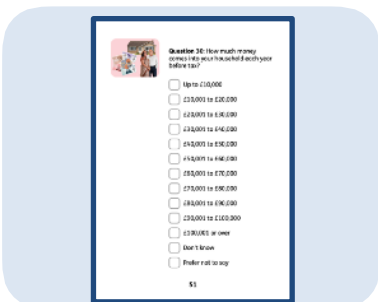 Question 30: How much money
comes into your household each year
before tax?
Up to £10,000
£10,001 to £20,000
£20,001 to £30,000
£30,001 to £40,000
£40,001 to £50,000
£50,001 to £60,000
£60,001 to £70,000
£70,001 to £80,000
£80,001 to £90,000
£90,001 to £100,000
£100,001 or over
Don't know
Prefer not to say